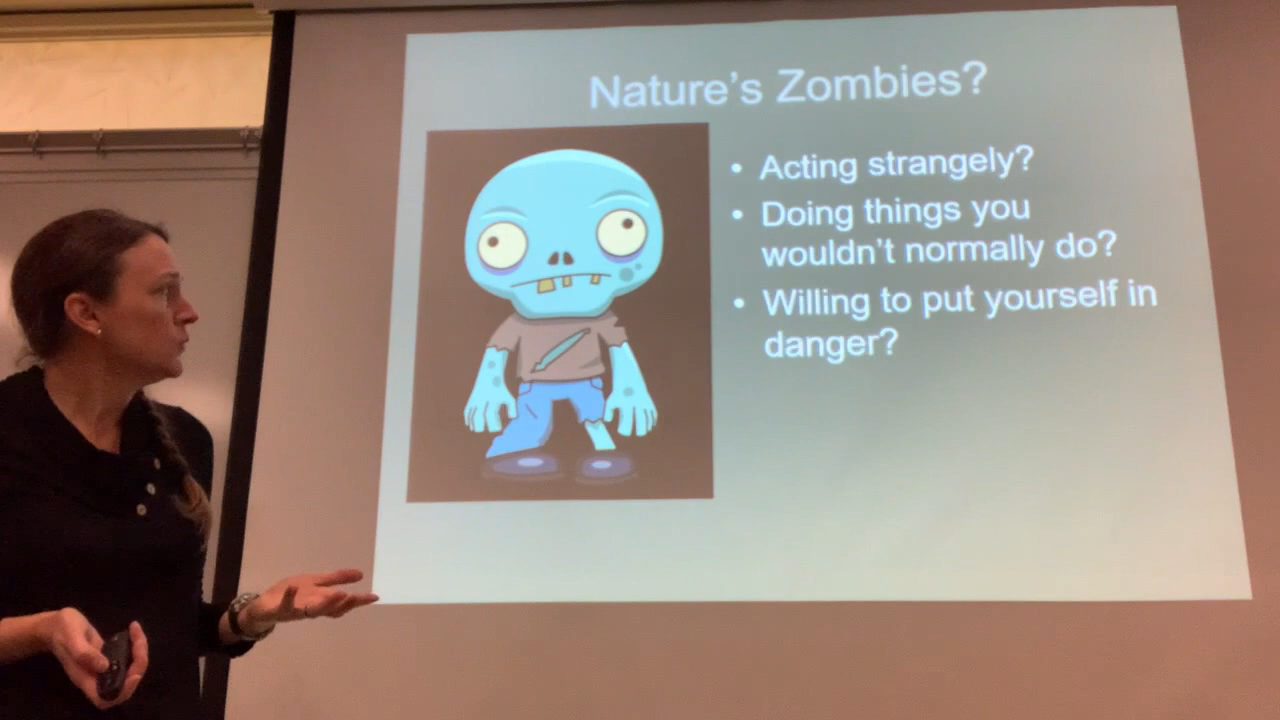 Nature's Zombies?
• Acting strangely?
• Doing things you
wouldn't normally do?
• Willing to put yourself in
danger?